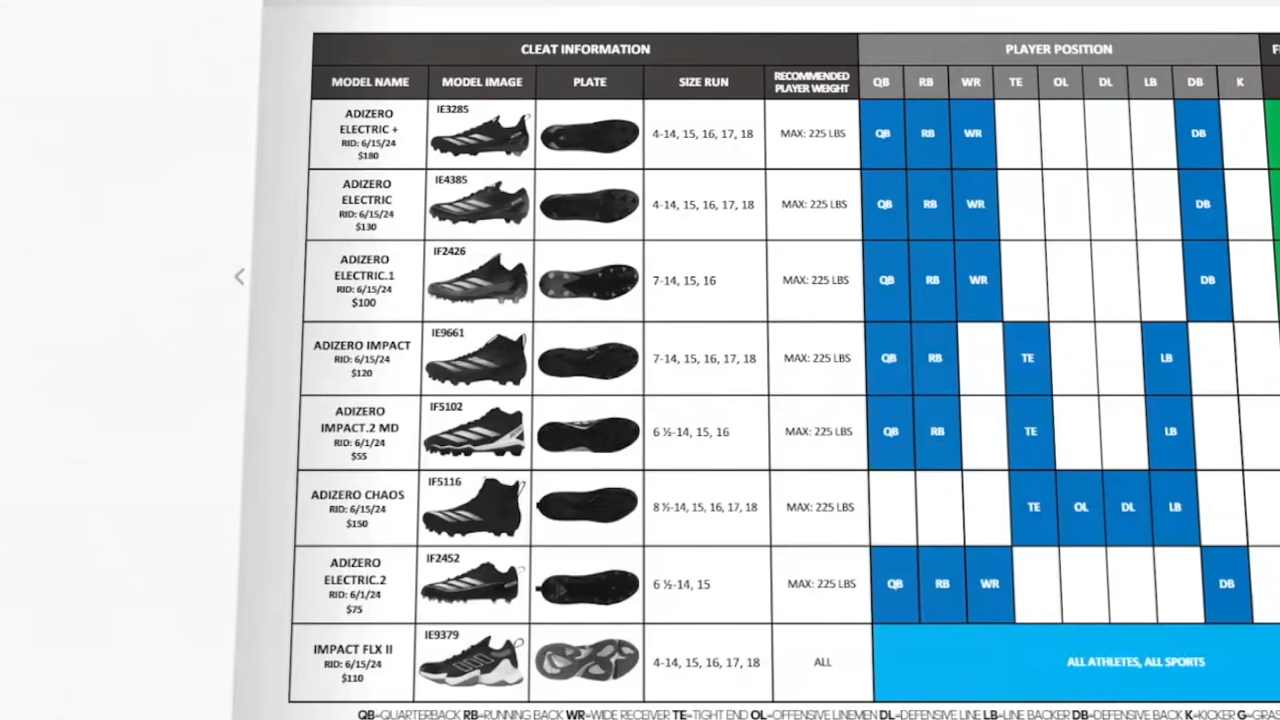 CLEAT INFORMATION
PLAYER POSITION
MODEL NAME
MODEL IMAGE
PLATE
SIZE RUN
RECOMMENDED
PLAYER WEIGHT
QB
RB
WR
TE
OL
DL
LB
DB
K
ADIZERO
ELECTRIC +
RID: 6/15/24
$180
IE3285
4-14, 15, 16, 17, 18
MAX: 225 LBS
QB
RB
WR
DB
ADIZERO
ELECTRIC
RID: 6/15/24
$130
IE4385
4-14, 15, 16, 17, 18
MAX: 225 LBS
QB
RB
WR
DB
ADIZERO
ELECTRIC.1
RID: 6/15/24
$100
IF2426
7-14, 15, 16
MAX: 225 LBS
QB
RB
WR
DB
ADIZERO IMPACT
RID: 6/15/24
$120
IE9661
7-14, 15, 16, 17, 18
MAX: 225 LBS
QB
RB
TE
LB
ADIZERO
IMPACT.2 MD
RID: 6/1/24
$55
IF5102
6 ½-14, 15, 16
MAX: 225 LBS
QB
RB
TE
LB
ADIZERO CHAOS
RID: 6/15/24
$150
IF5116
8 ½-14, 15, 16, 17, 18
MAX: 225 LBS
TE
OL
DL
LB
ADIZERO
ELECTRIC.2
RID: 6/1/24
$75
IF2452
6 ½-14, 15
MAX: 225 LBS
QB
RB
WR
DB
IMPACT FLX II
RID: 6/15/24
$110
IE9379
4-14, 15, 16, 17, 18
ALL
ALL ATHLETES, ALL SPORTS
QB=QUARTERBACK RB=RUNNING BACK WR=WIDE RECEIVER TE=TIGHT END OL=OFFENSIVE LINEMEN DL=DEFENSIVE LINE LB=LINE BACKER DB=DEFENSIVE BACK K=KICKER